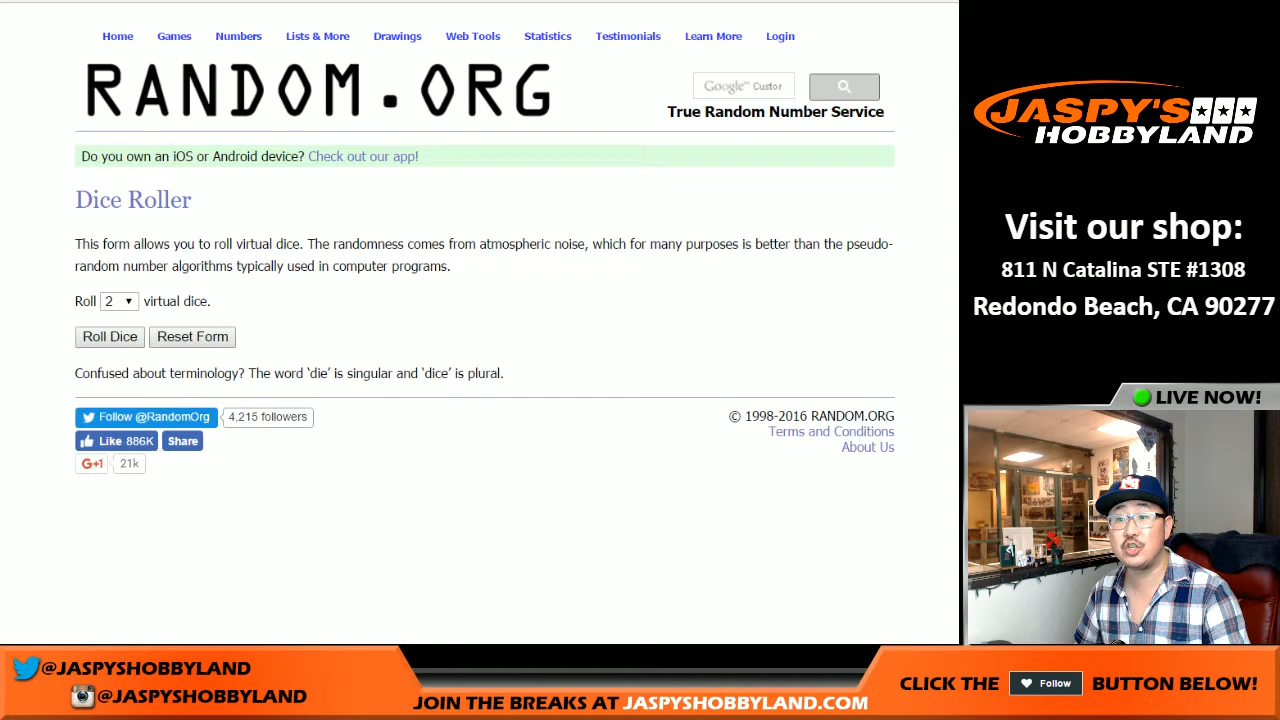 Home Games Numbers Lists & More Drawings Web Tools Statistics Testimonials Learn More Login
RANDOM.ORG
Google™ Custor
True Random Number Service
Do you own an iOS or Android device? Check out our app!
Dice Roller
This form allows you to roll virtual dice. The randomness comes from atmospheric noise, which for many purposes is better than the pseudo-
random number algorithms typically used in computer programs.
Roll 2 virtual dice.
Roll Dice Reset Form
Confused about terminology? The word ‘die’ is singular and ‘dice’ is plural.
Follow @RandomOrg 4,215 followers
Like 886K Share
G+1 21k
© 1998-2016 RANDOM.ORG
Terms and Conditions
About Us
JASPY'S
HOBBYLAND
Visit our shop:
811 N Catalina STE #1308
Redondo Beach, CA 90277
LIVE NOW!
@JASPYSHOBBYLAND
@JASPYSHOBBYLAND
JOIN THE BREAKS AT JASPYSHOBBYLAND.COM
CLICK THE Follow BUTTON BELOW!